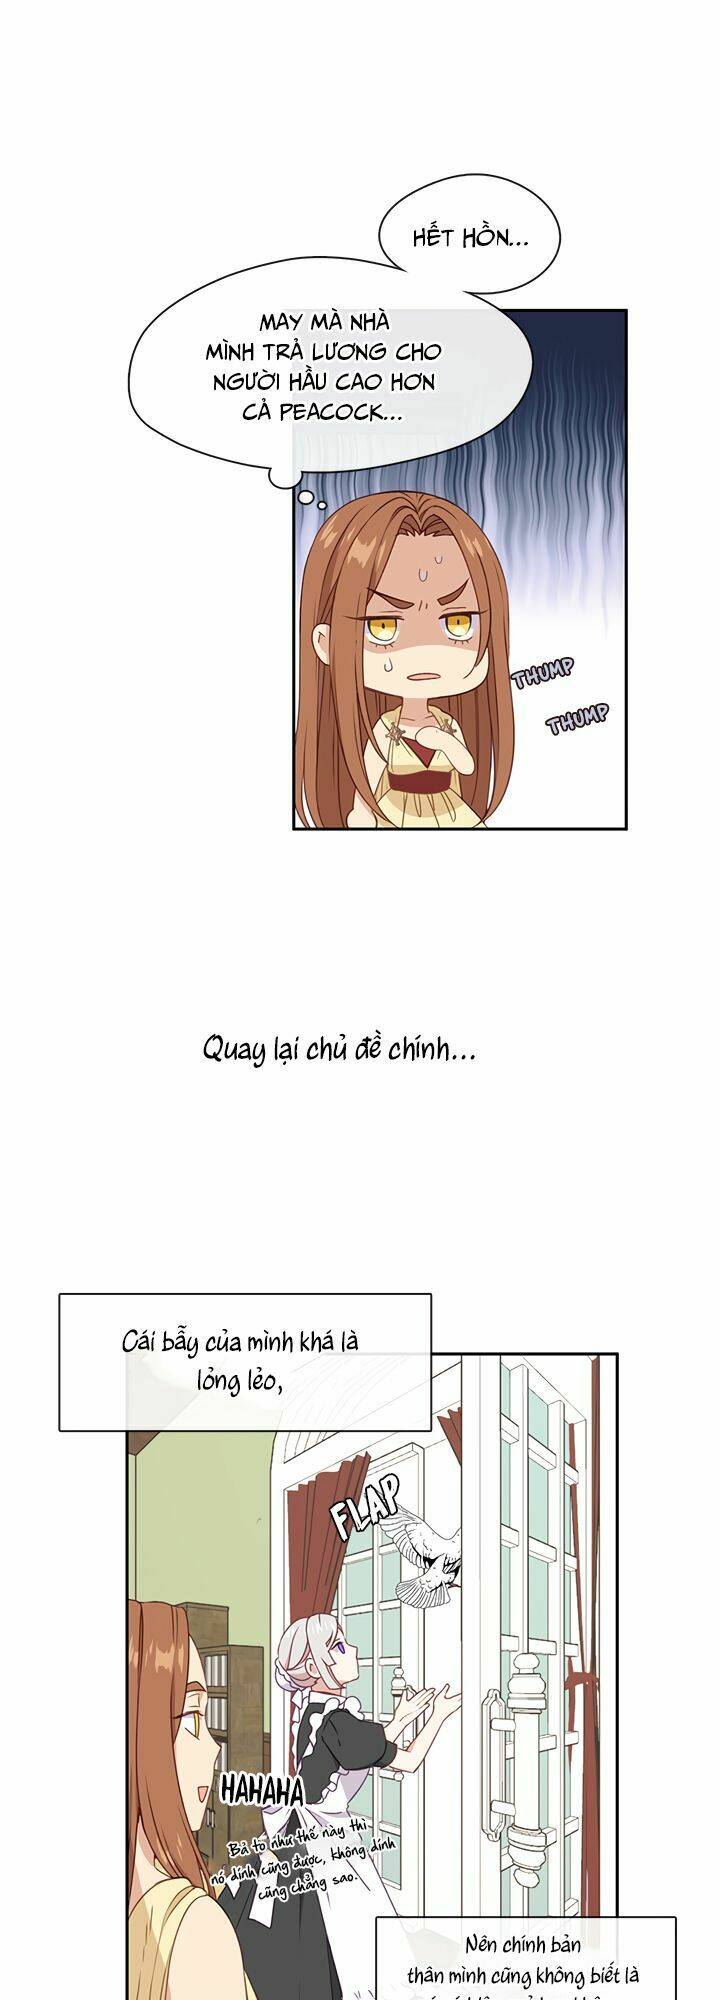 HẾT HỒN...
MAY MÀ NHÀ
MÌNH TRẢ LƯƠNG CHO
NGƯỜI HẦU CAO HƠN
CẢ PEACOCK...
THUMP
THUMP
Quay lại chủ đề chính...
Cái bẫy của mình khá là
lỏng lẻo,
FLAP
HAHAHA
Bả to như thế này thì
nó dính cũng được, không dính
cũng chẳng sao.
Nên chính bản
thân mình cũng không biết là